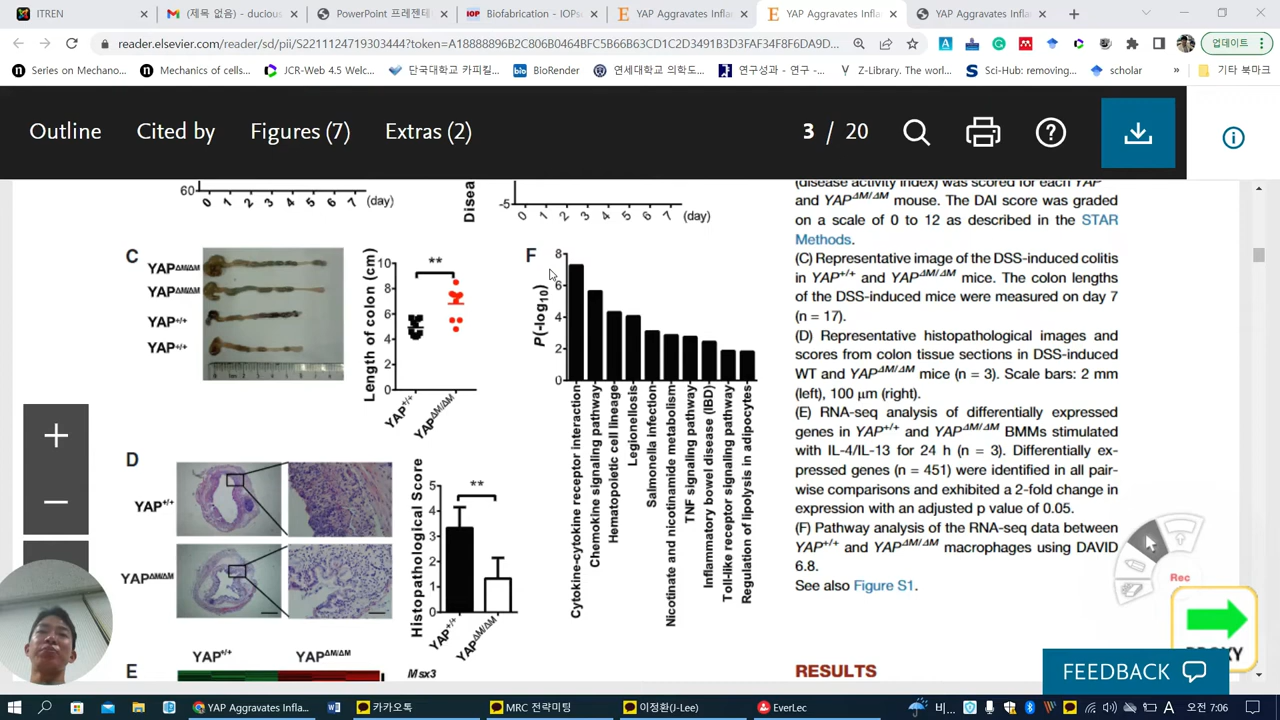 ITREN
(제목 없음) - ducious
PowerPoint 프레젠테
Biofabrication - IOPs
YAP Aggravates Infla
YAP Aggravates Infla
YAP Aggravates Infla
Series on Mechano...
Mechanics of cells...
JCR-Web 4.5 Welc...
단국대학교 카피킬...
BioRender
연세대학교 의학도...
연구성과 - 연구 -...
Z-Library. The worl...
Sci-Hub: removing...
scholar
»
기타 북마크
업데이트
Outline
Cited by
Figures (7)
Extras (2)
3 / 20
60
0 1 2 3 4 5 6 7 (day)
Disea
-5
0 1 2 3 4 5 6 7 (day)
C
YAPΔM/ΔM
YAPΔM/ΔM
YAP+/+
YAP+/+
Length of colon (cm)
10
8
6
4
2
0
**
YAP+/+
YAPΔM/ΔM
F
P(-log10)
8
6
4
2
0
Cytokine-cytokine receptor interaction
Chemokine signaling pathway
Hematopoietic cell lineage
Legionellosis
Salmonella infection
Nicotinate and nicotinamide metabolism
TNF signaling pathway
Inflammatory bowel disease (IBD)
Toll-like receptor signaling pathway
Regulation of lipolysis in adipocytes
D
YAP+/+
YAPΔM/ΔM
Histopathological Score
5
4
3
2
1
0
**
YAP+/+
YAPΔM/ΔM
E
YAP+/+
YAPΔM/ΔM
Msx3
(disease activity index) was scored for each YAP
and YAPΔM/ΔM mouse. The DAI score was graded
on a scale of 0 to 12 as described in the STAR
Methods.
(C) Representative image of the DSS-induced colitis
in YAP+/+ and YAPΔM/ΔM mice. The colon lengths
of the DSS-induced mice were measured on day 7
(n = 17).
(D) Representative histopathological images and
scores from colon tissue sections in DSS-induced
WT and YAPΔM/ΔM mice (n = 3). Scale bars: 2 mm
(left), 100 μm (right).
(E) RNA-seq analysis of differentially expressed
genes in YAP+/+ and YAPΔM/ΔM BMMs stimulated
with IL-4/IL-13 for 24 h (n = 3). Differentially ex-
pressed genes (n = 451) were identified in all pair-
wise comparisons and exhibited a 2-fold change in
expression with an adjusted p value of 0.05.
(F) Pathway analysis of the RNA-seq data between
YAP+/+ and YAPΔM/ΔM macrophages using DAVID
6.8.
See also Figure S1.
RESULTS
Rec
FEEDBACK
YAP Aggravates Infla...
카카오톡
MRC 전략미팅
이정환(J-Lee)
EverLec
A
오전 7:06